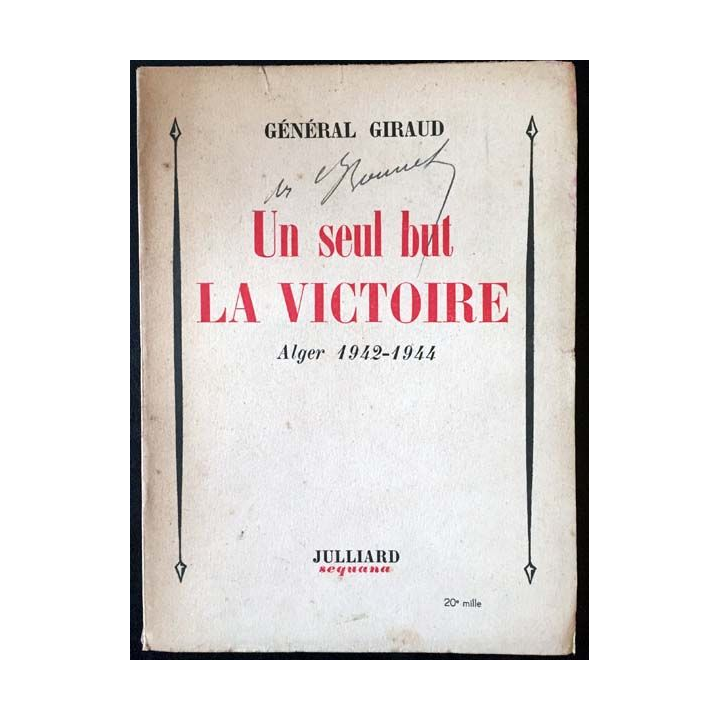 GÉNÉRAL GIRAUD
Un seul but
LA VICTOIRE
Alger 1942-1944
JULLIARD
sequana
20e mille